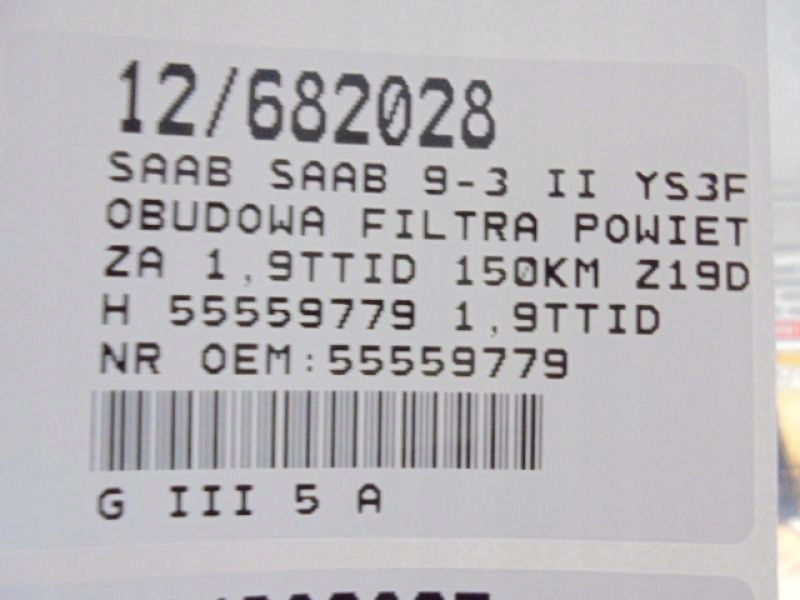 12/682028
SAAB SAAB 9-3 II YS3F
OBUDOWA FILTRA POWIET
ZA 1,9TTID 150KM Z19D
H 55559779 1,9TTID
NR OEM:55559779
G III 5 A